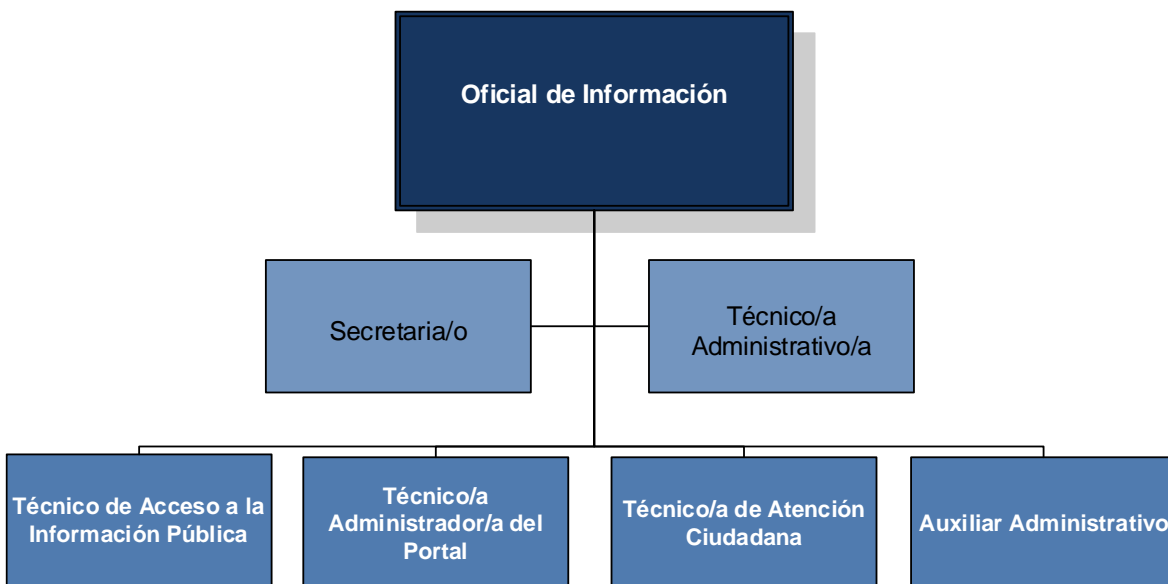 Oficial de Información
Secretaria/o
Técnico/a
Administrativo/a
Técnico de Acceso a la
Información Pública
Técnico/a
Administrador/a del
Portal
Técnico/a de Atención
Ciudadana
Auxiliar Administrativo